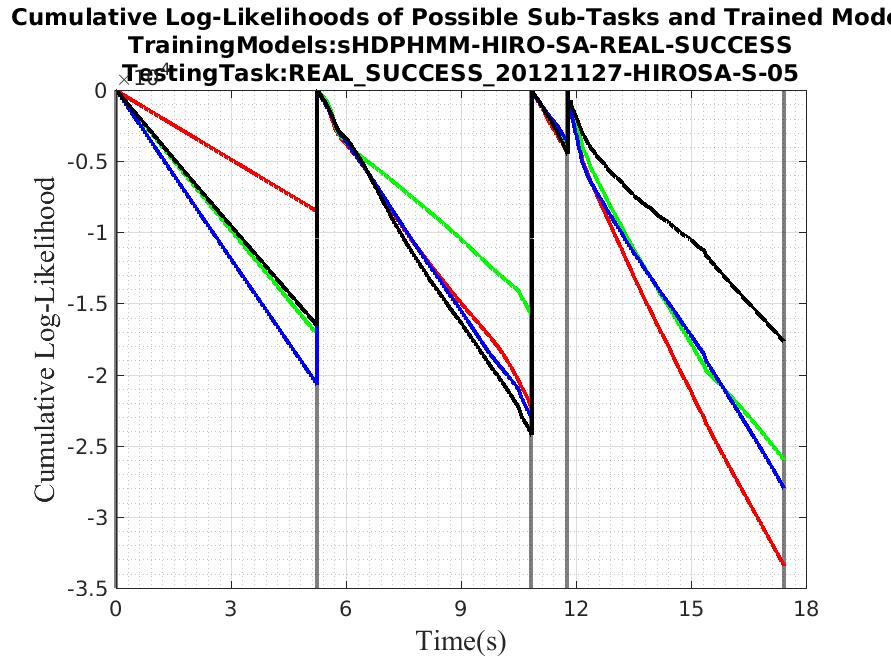 Cumulative Log-Likelihoods of Possible Sub-Tasks and Trained Mode
TrainingModels:sHDPHMM-HIRO-SA-REAL-SUCCESS
TestingTask:REAL_SUCCESS_20121127-HIROSA-S-05
×10^4
0
-0.5
-1
-1.5
-2
-2.5
-3
-3.5
Cumulative Log-Likelihood
0 3 6 9 12 15 18
Time(s)